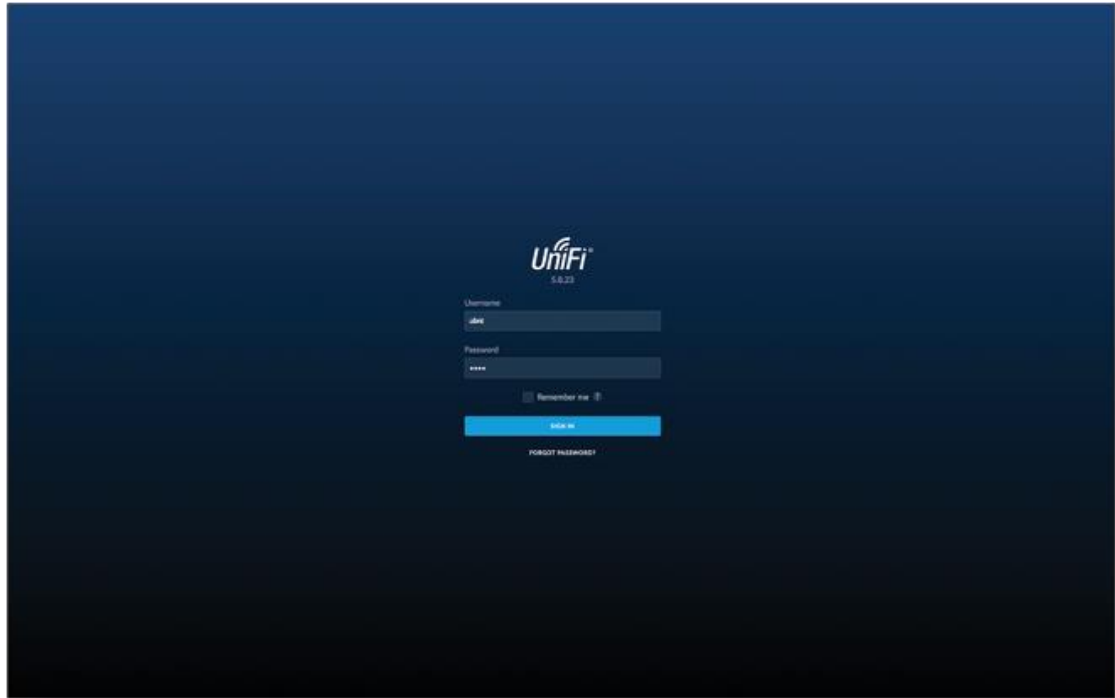 UniFi
5.8.23
Username
ubnt
Password
••••
Remember me
SIGN IN
FORGOT PASSWORD?